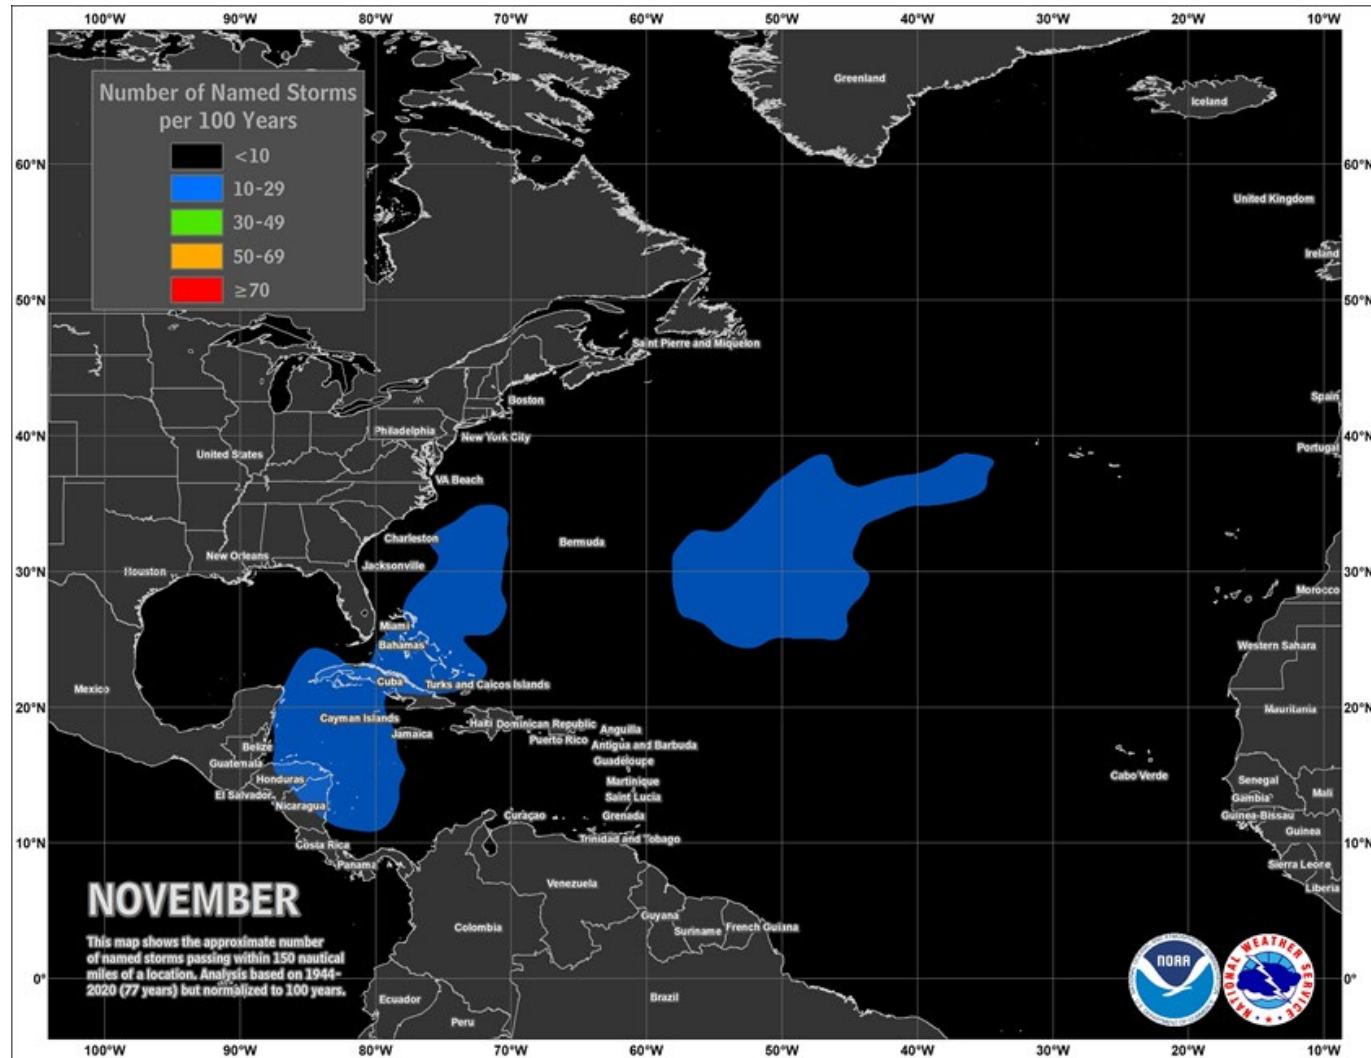 100°W 90°W 80°W 70°W 60°W 50°W 40°W 30°W 20°W 10°W
Number of Named Storms
per 100 Years
<10
10-29
30-49
50-69
≥70
Greenland
Iceland
60°N 60°N
United Kingdom
Ireland
50°N 50°N
Saint Pierre and Miquelon
Boston
Spain
Philadelphia
New York City
40°N 40°N
Portugal
United States
VA Beach
Charleston
Bermuda
New Orleans
Jacksonville
Houston
30°N 30°N
Morocco
Miami
Bahamas
Western Sahara
Cuba
Turks and Caicos Islands
Mexico
20°N 20°N
Mauritania
Cayman Islands
Haiti
Dominican Republic
Anguilla
Jamaica
Puerto Rico
Belize
Antigua and Barbuda
Guatemala
Guadeloupe
Honduras
Martinique
Cabo Verde
Senegal
El Salvador
Saint Lucia
Gambia
Mali
Nicaragua
Curaçao
Grenada
Guinea-Bissau
Trinidad and Tobago
Guinea
10°N 10°N
Costa Rica
Panama
Sierra Leone
Venezuela
Liberia
Guyana
Colombia
Suriname
French Guiana
NOVEMBER
This map shows the approximate number
of named storms passing within 150 nautical
miles of a location. Analysis based on 1944-
2020 (77 years) but normalized to 100 years.
NOAA
NATIONAL WEATHER SERVICE
0° 0°
Ecuador
Brazil
Peru
100°W 90°W 80°W 70°W 60°W 50°W 40°W 30°W 20°W 10°W